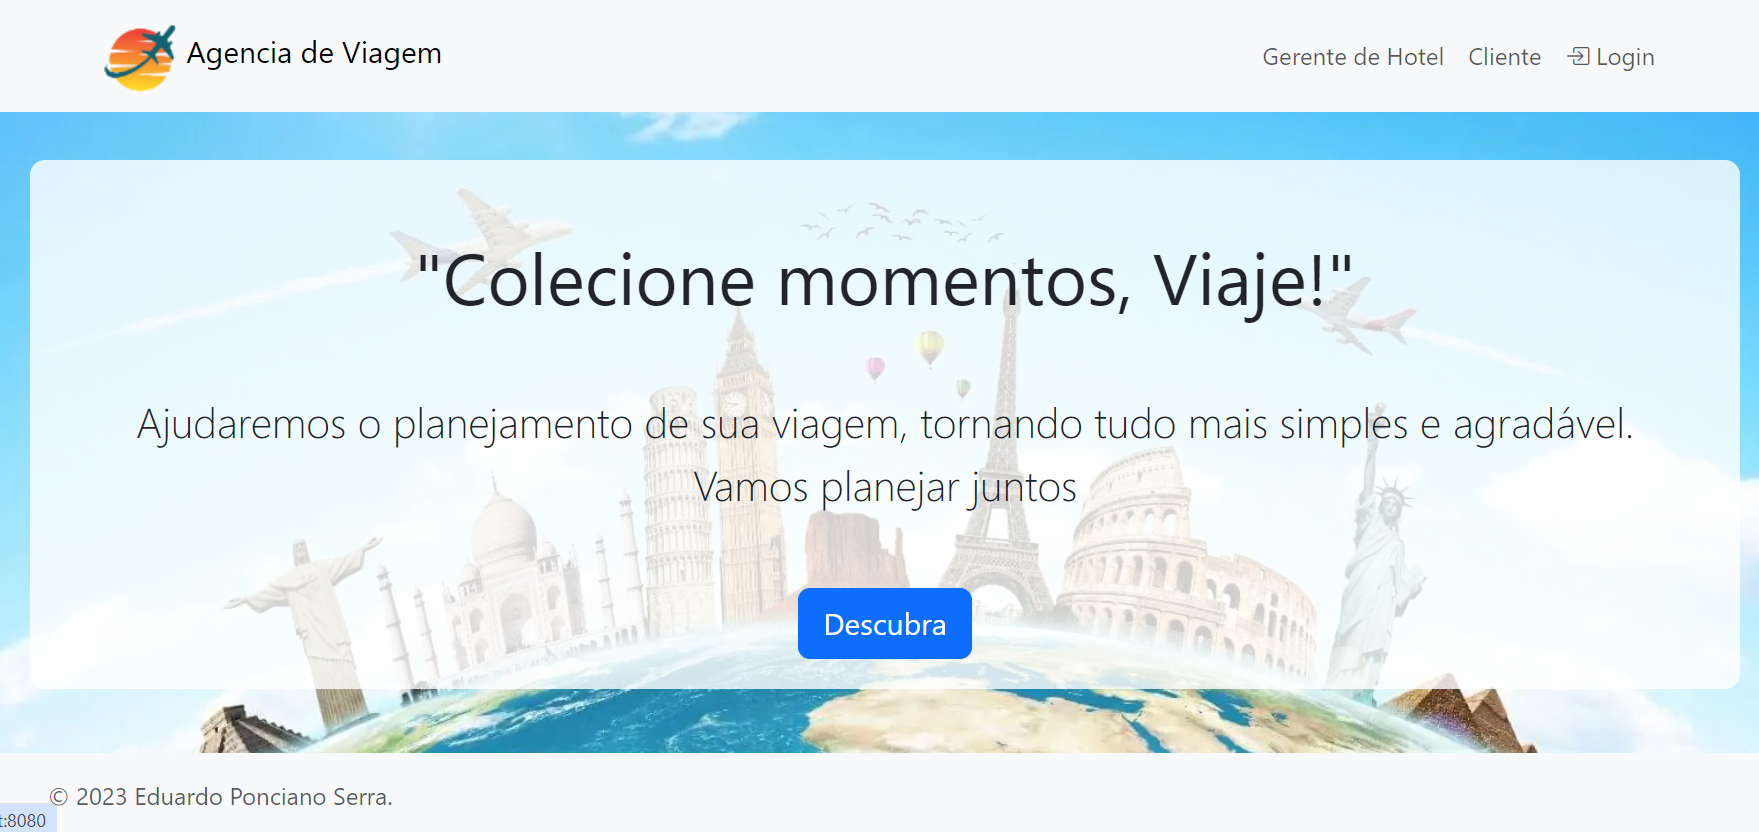 Agencia de Viagem
Gerente de Hotel
Cliente
Login
"Colecione momentos, Viaje!"
Ajudaremos o planejamento de sua viagem, tornando tudo mais simples e agradável.
Vamos planejar juntos
Descubra
© 2023 Eduardo Ponciano Serra.
t:8080